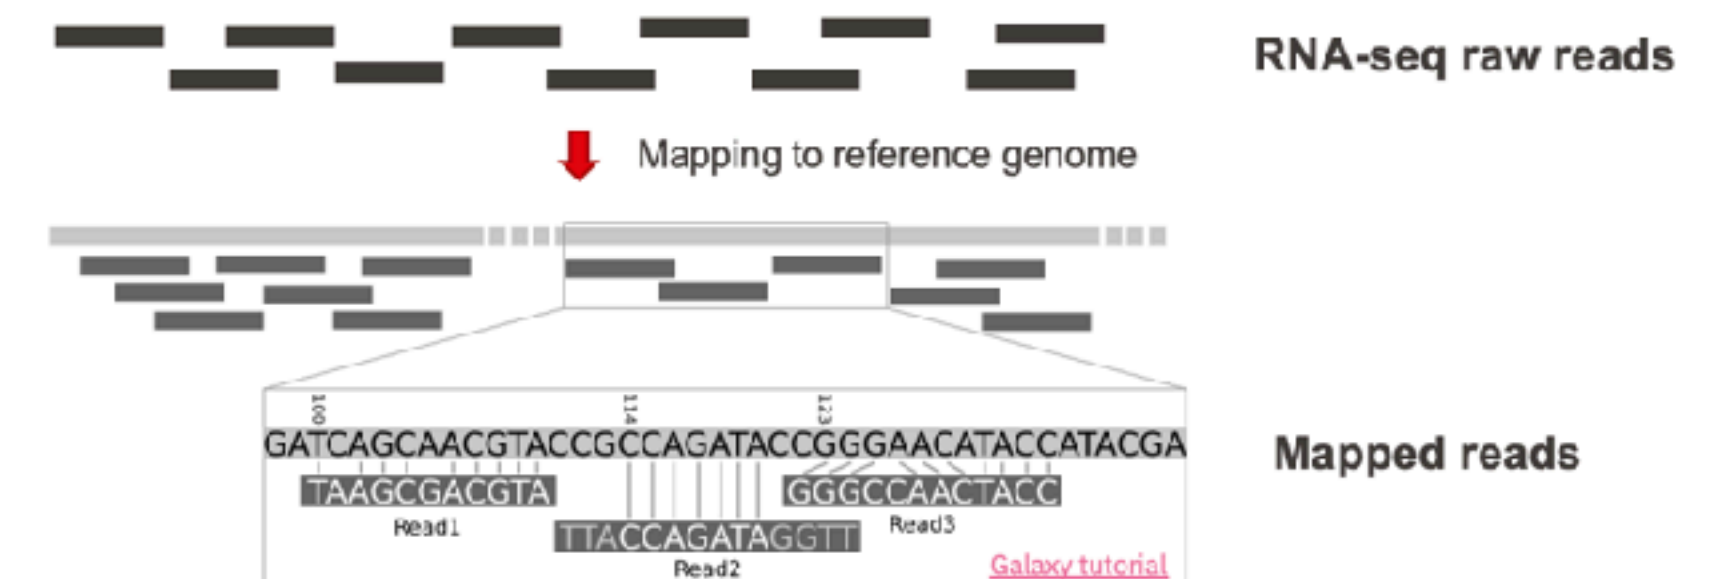 RNA-seq raw reads
Mapping to reference genome
100 114 123
GATCAGCAACGTACCGCCAGATACCGGGAACATACCATACGA
Mapped reads
TAAGCGACGTA
GGGCCAACTACC
Read1
Read3
TTACCAGATAGGTT
Read2
Galaxy tutorial